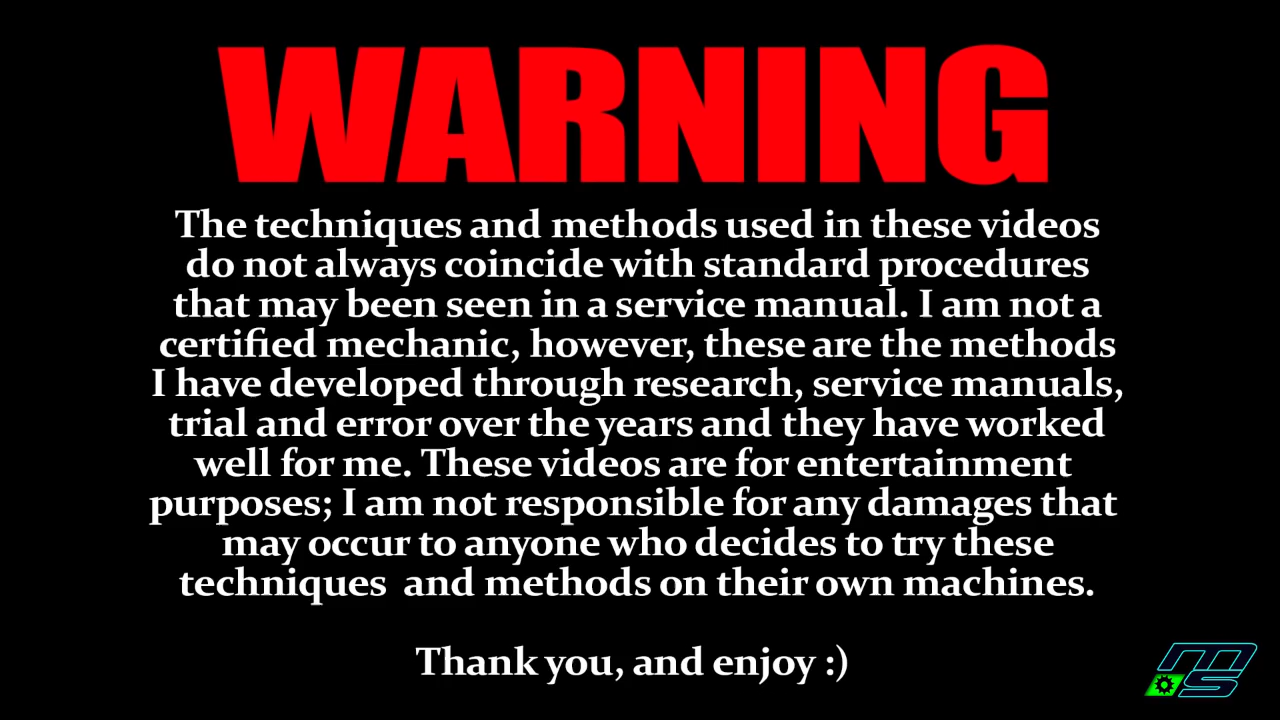 WARNING
The techniques and methods used in these videos
do not always coincide with standard procedures
that may been seen in a service manual. I am not a
certified mechanic, however, these are the methods
I have developed through research, service manuals,
trial and error over the years and they have worked
well for me. These videos are for entertainment
purposes; I am not responsible for any damages that
may occur to anyone who decides to try these
techniques  and methods on their own machines.
Thank you, and enjoy :)